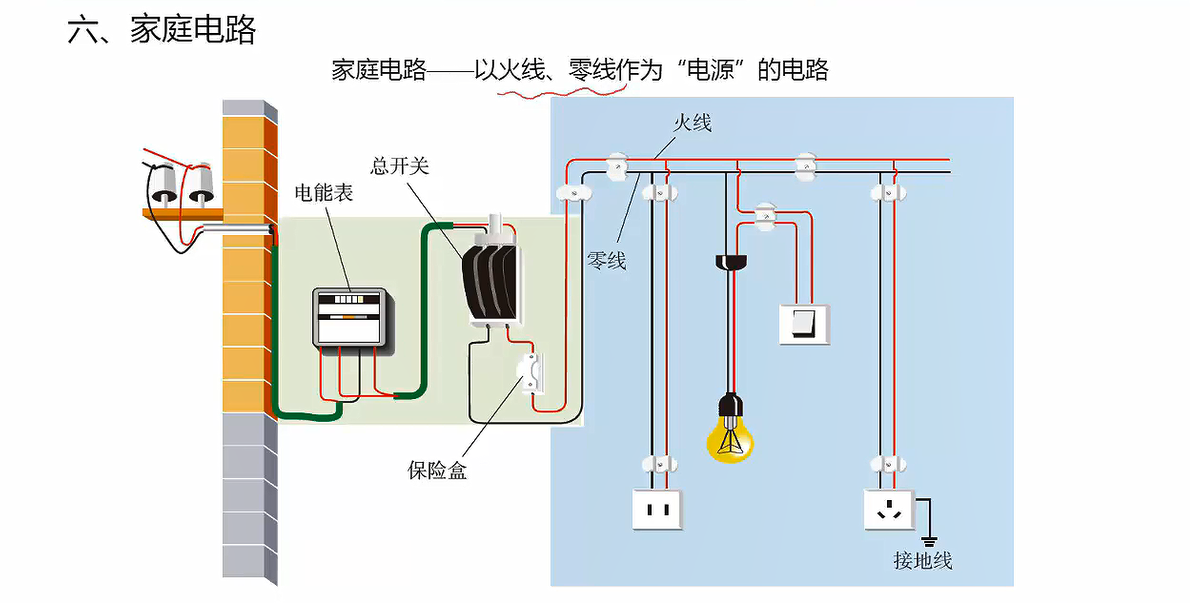 六、家庭电路
家庭电路——以火线、零线作为“电源”的电路
火线
总开关
电能表
零线
保险盒
接地线